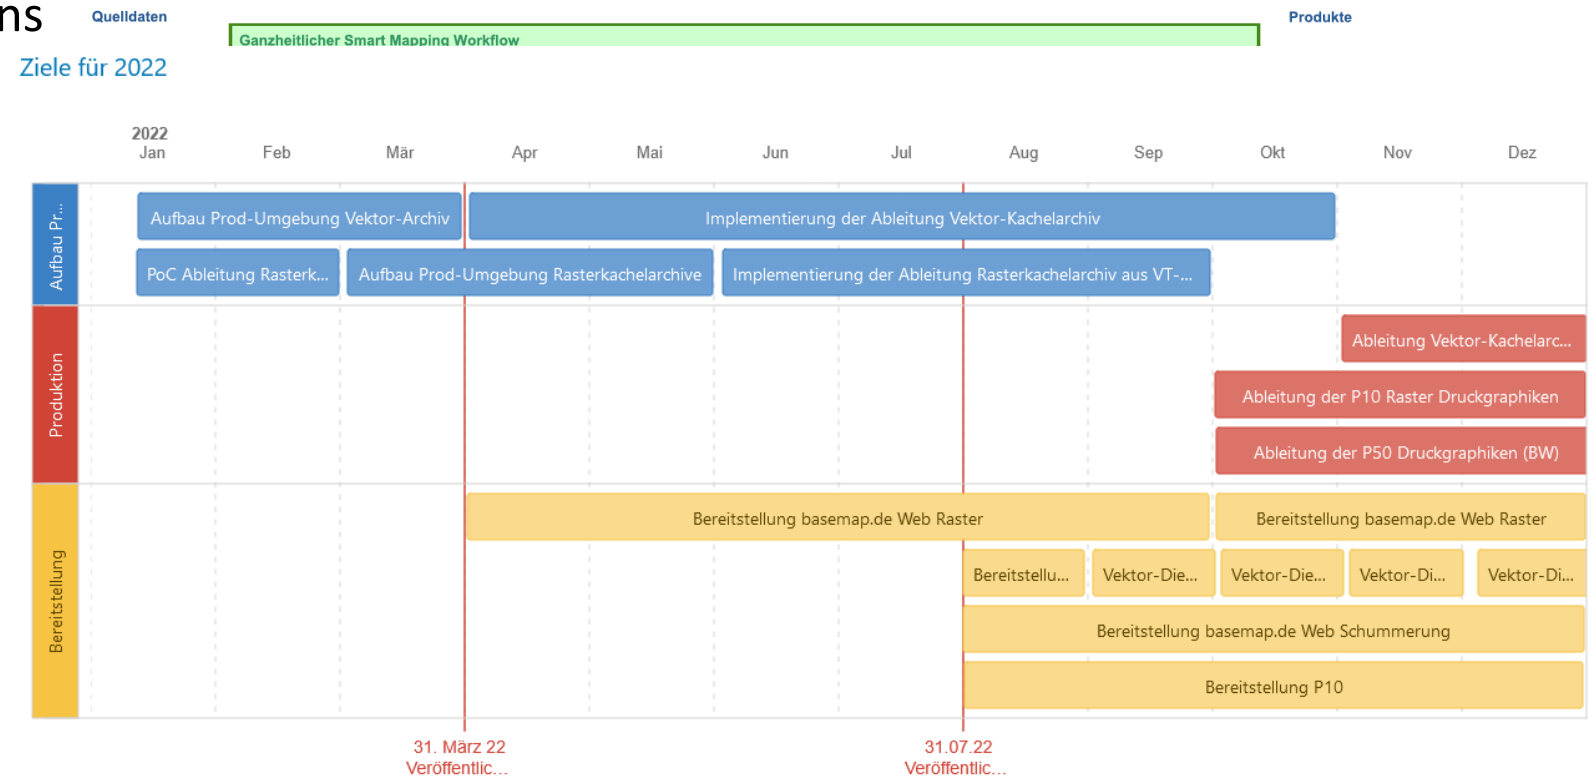 ns
Quelldaten
Produkte
Ganzheitlicher Smart Mapping Workflow
Ziele für 2022
2022
Jan Feb Mär Apr Mai Jun Jul Aug Sep Okt Nov Dez
Aufbau Pr...
Aufbau Prod-Umgebung Vektor-Archiv
Implementierung der Ableitung Vektor-Kachelarchiv
PoC Ableitung Rasterk...
Aufbau Prod-Umgebung Rasterkachelarchive
Implementierung der Ableitung Rasterkachelarchiv aus VT-...
Produktion
Ableitung Vektor-Kachelarc...
Ableitung der P10 Raster Druckgraphiken
Ableitung der P50 Druckgraphiken (BW)
Bereitstellung
Bereitstellung basemap.de Web Raster
Bereitstellung basemap.de Web Raster
Bereitstellu...
Vektor-Die...
Vektor-Die...
Vektor-Di...
Vektor-Di...
Bereitstellung basemap.de Web Schummerung
Bereitstellung P10
31. März 22
Veröffentlic...
31.07.22
Veröffentlic...